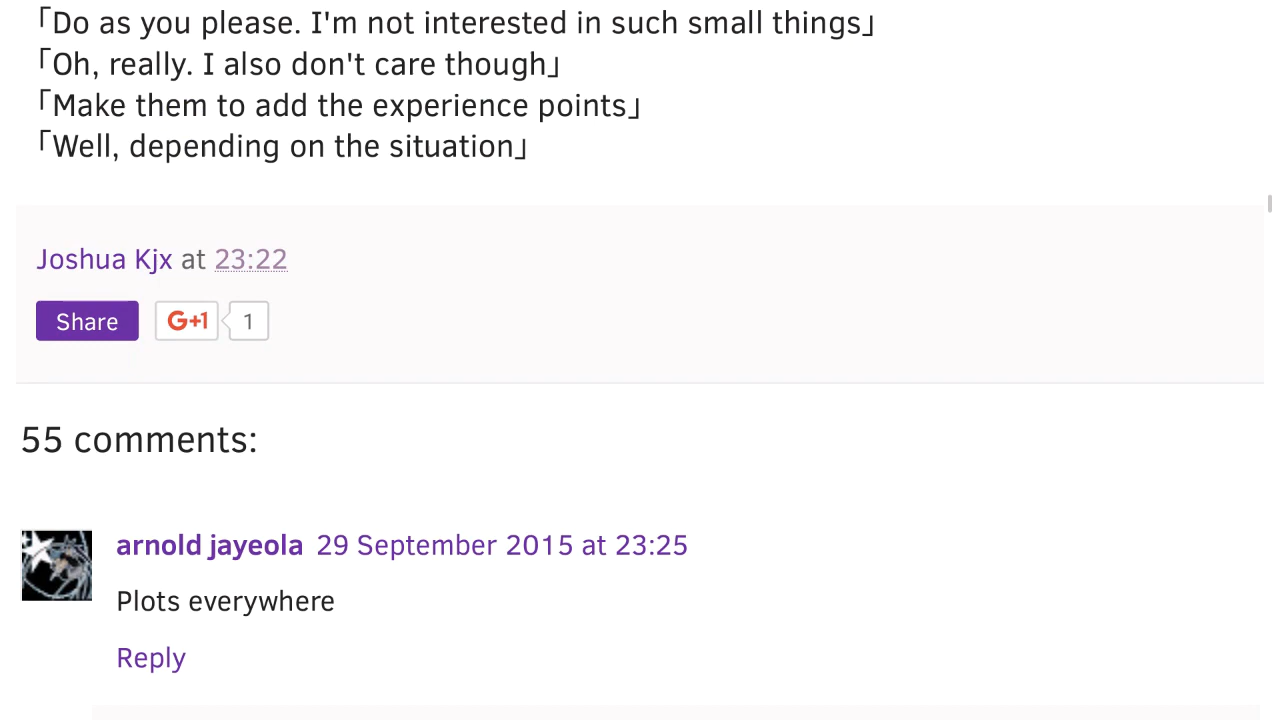 「Do as you please. I'm not interested in such small things」
「Oh, really. I also don't care though」
「Make them to add the experience points」
「Well, depending on the situation」
Joshua Kjx at 23:22
Share G+1 1
55 comments:
arnold jayeola 29 September 2015 at 23:25
Plots everywhere
Reply